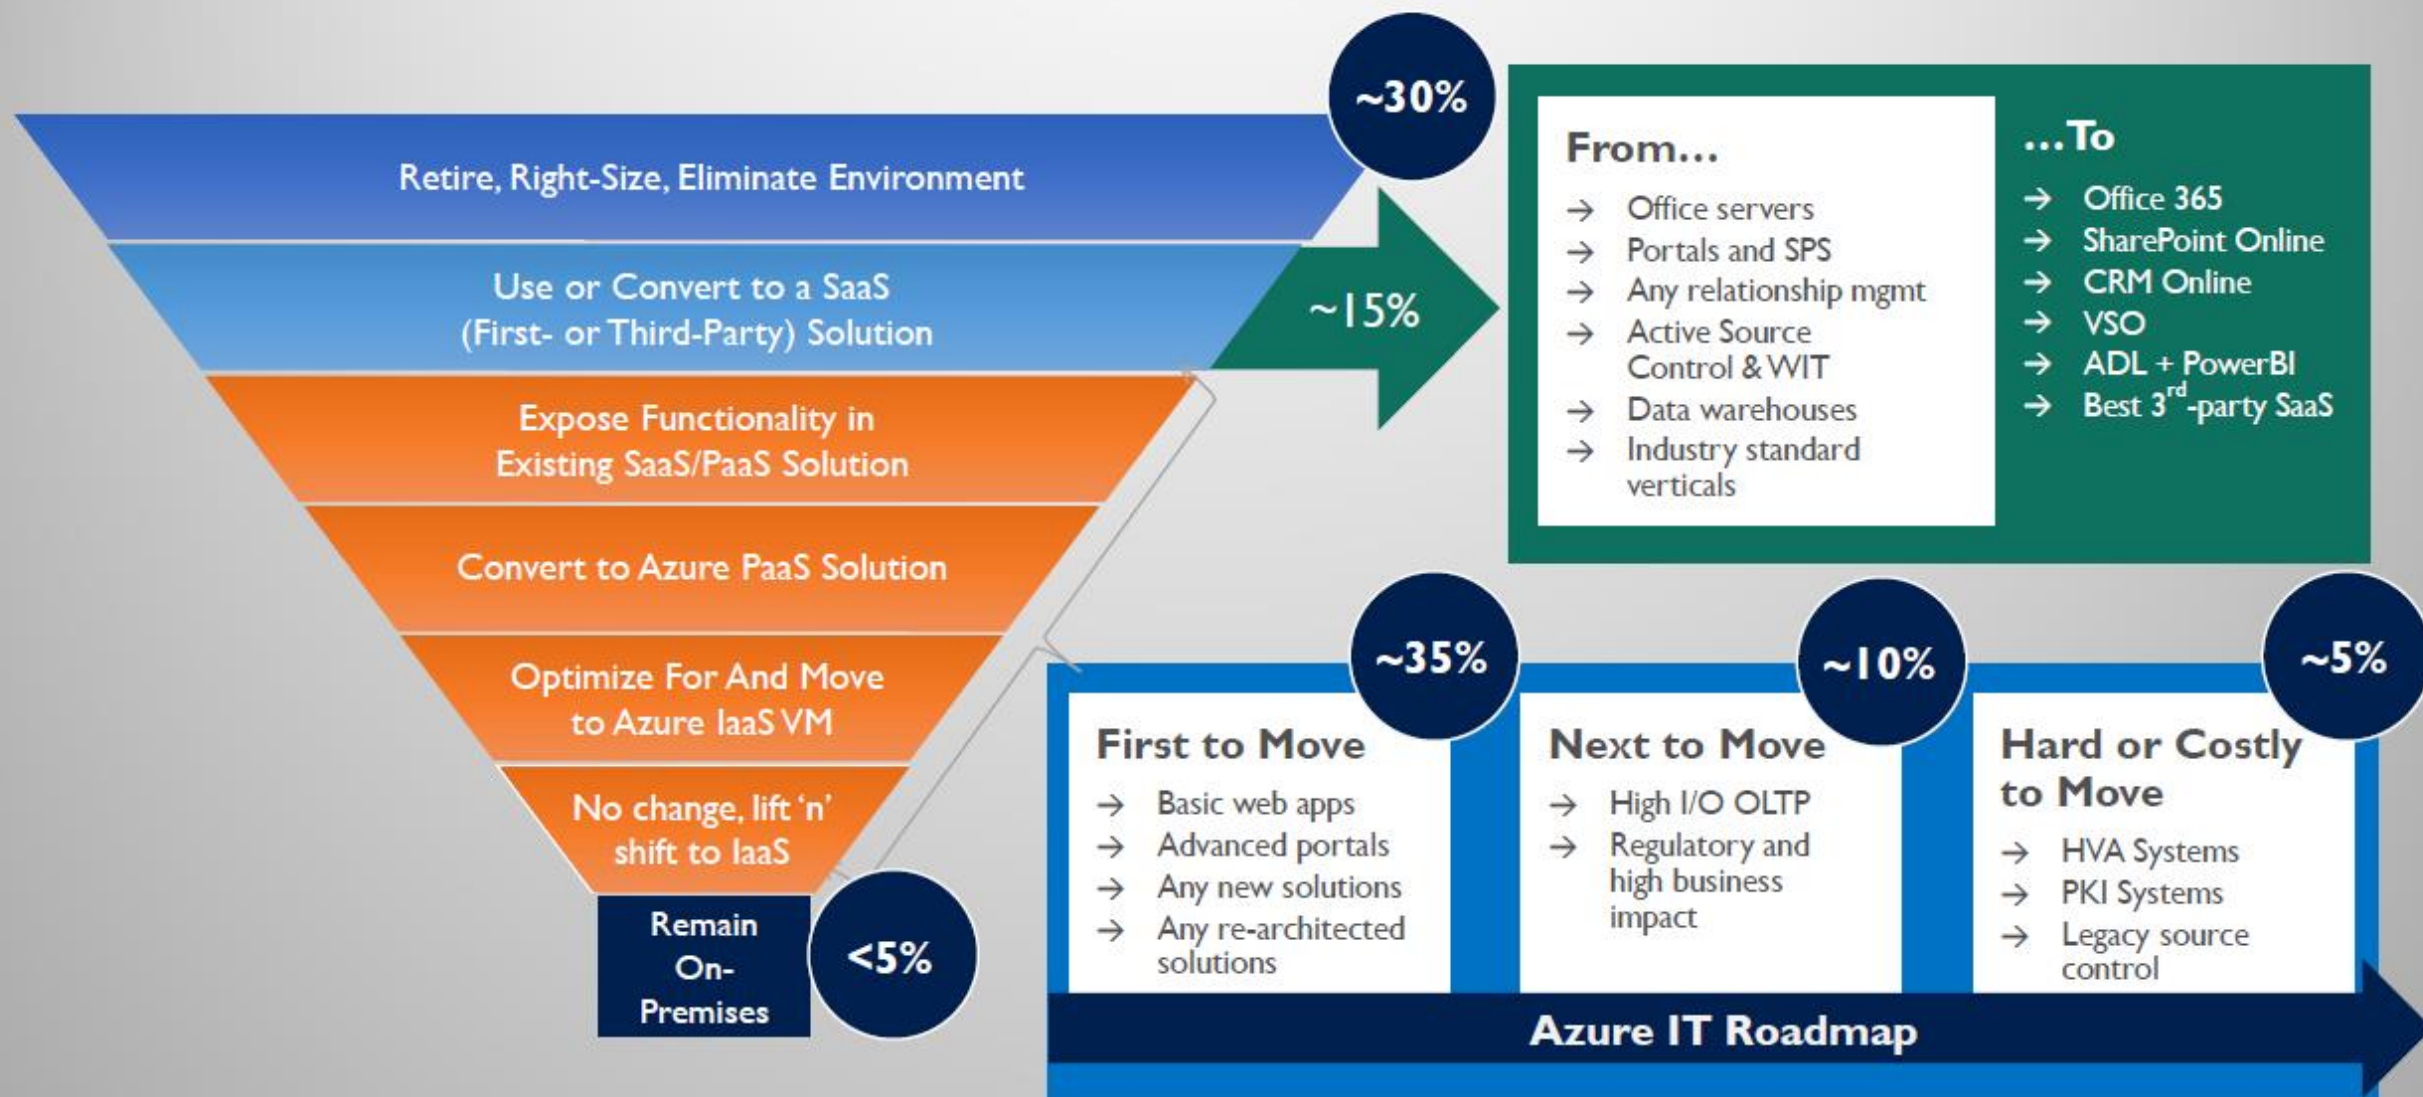 ~30%
Retire, Right-Size, Eliminate Environment
Use or Convert to a SaaS
(First- or Third-Party) Solution
~15%
Expose Functionality in
Existing SaaS/PaaS Solution
Convert to Azure PaaS Solution
Optimize For And Move
to Azure IaaS VM
No change, lift ‘n’
shift to IaaS
Remain
On-
Premises
<5%
From...
→ Office servers
→ Portals and SPS
→ Any relationship mgmt
→ Active Source
Control & WIT
→ Data warehouses
→ Industry standard
verticals
...To
→ Office 365
→ SharePoint Online
→ CRM Online
→ VSO
→ ADL + PowerBI
→ Best 3rd-party SaaS
~35%
First to Move
→ Basic web apps
→ Advanced portals
→ Any new solutions
→ Any re-architected
solutions
~10%
Next to Move
→ High I/O OLTP
→ Regulatory and
high business
impact
~5%
Hard or Costly
to Move
→ HVA Systems
→ PKI Systems
→ Legacy source
control
Azure IT Roadmap